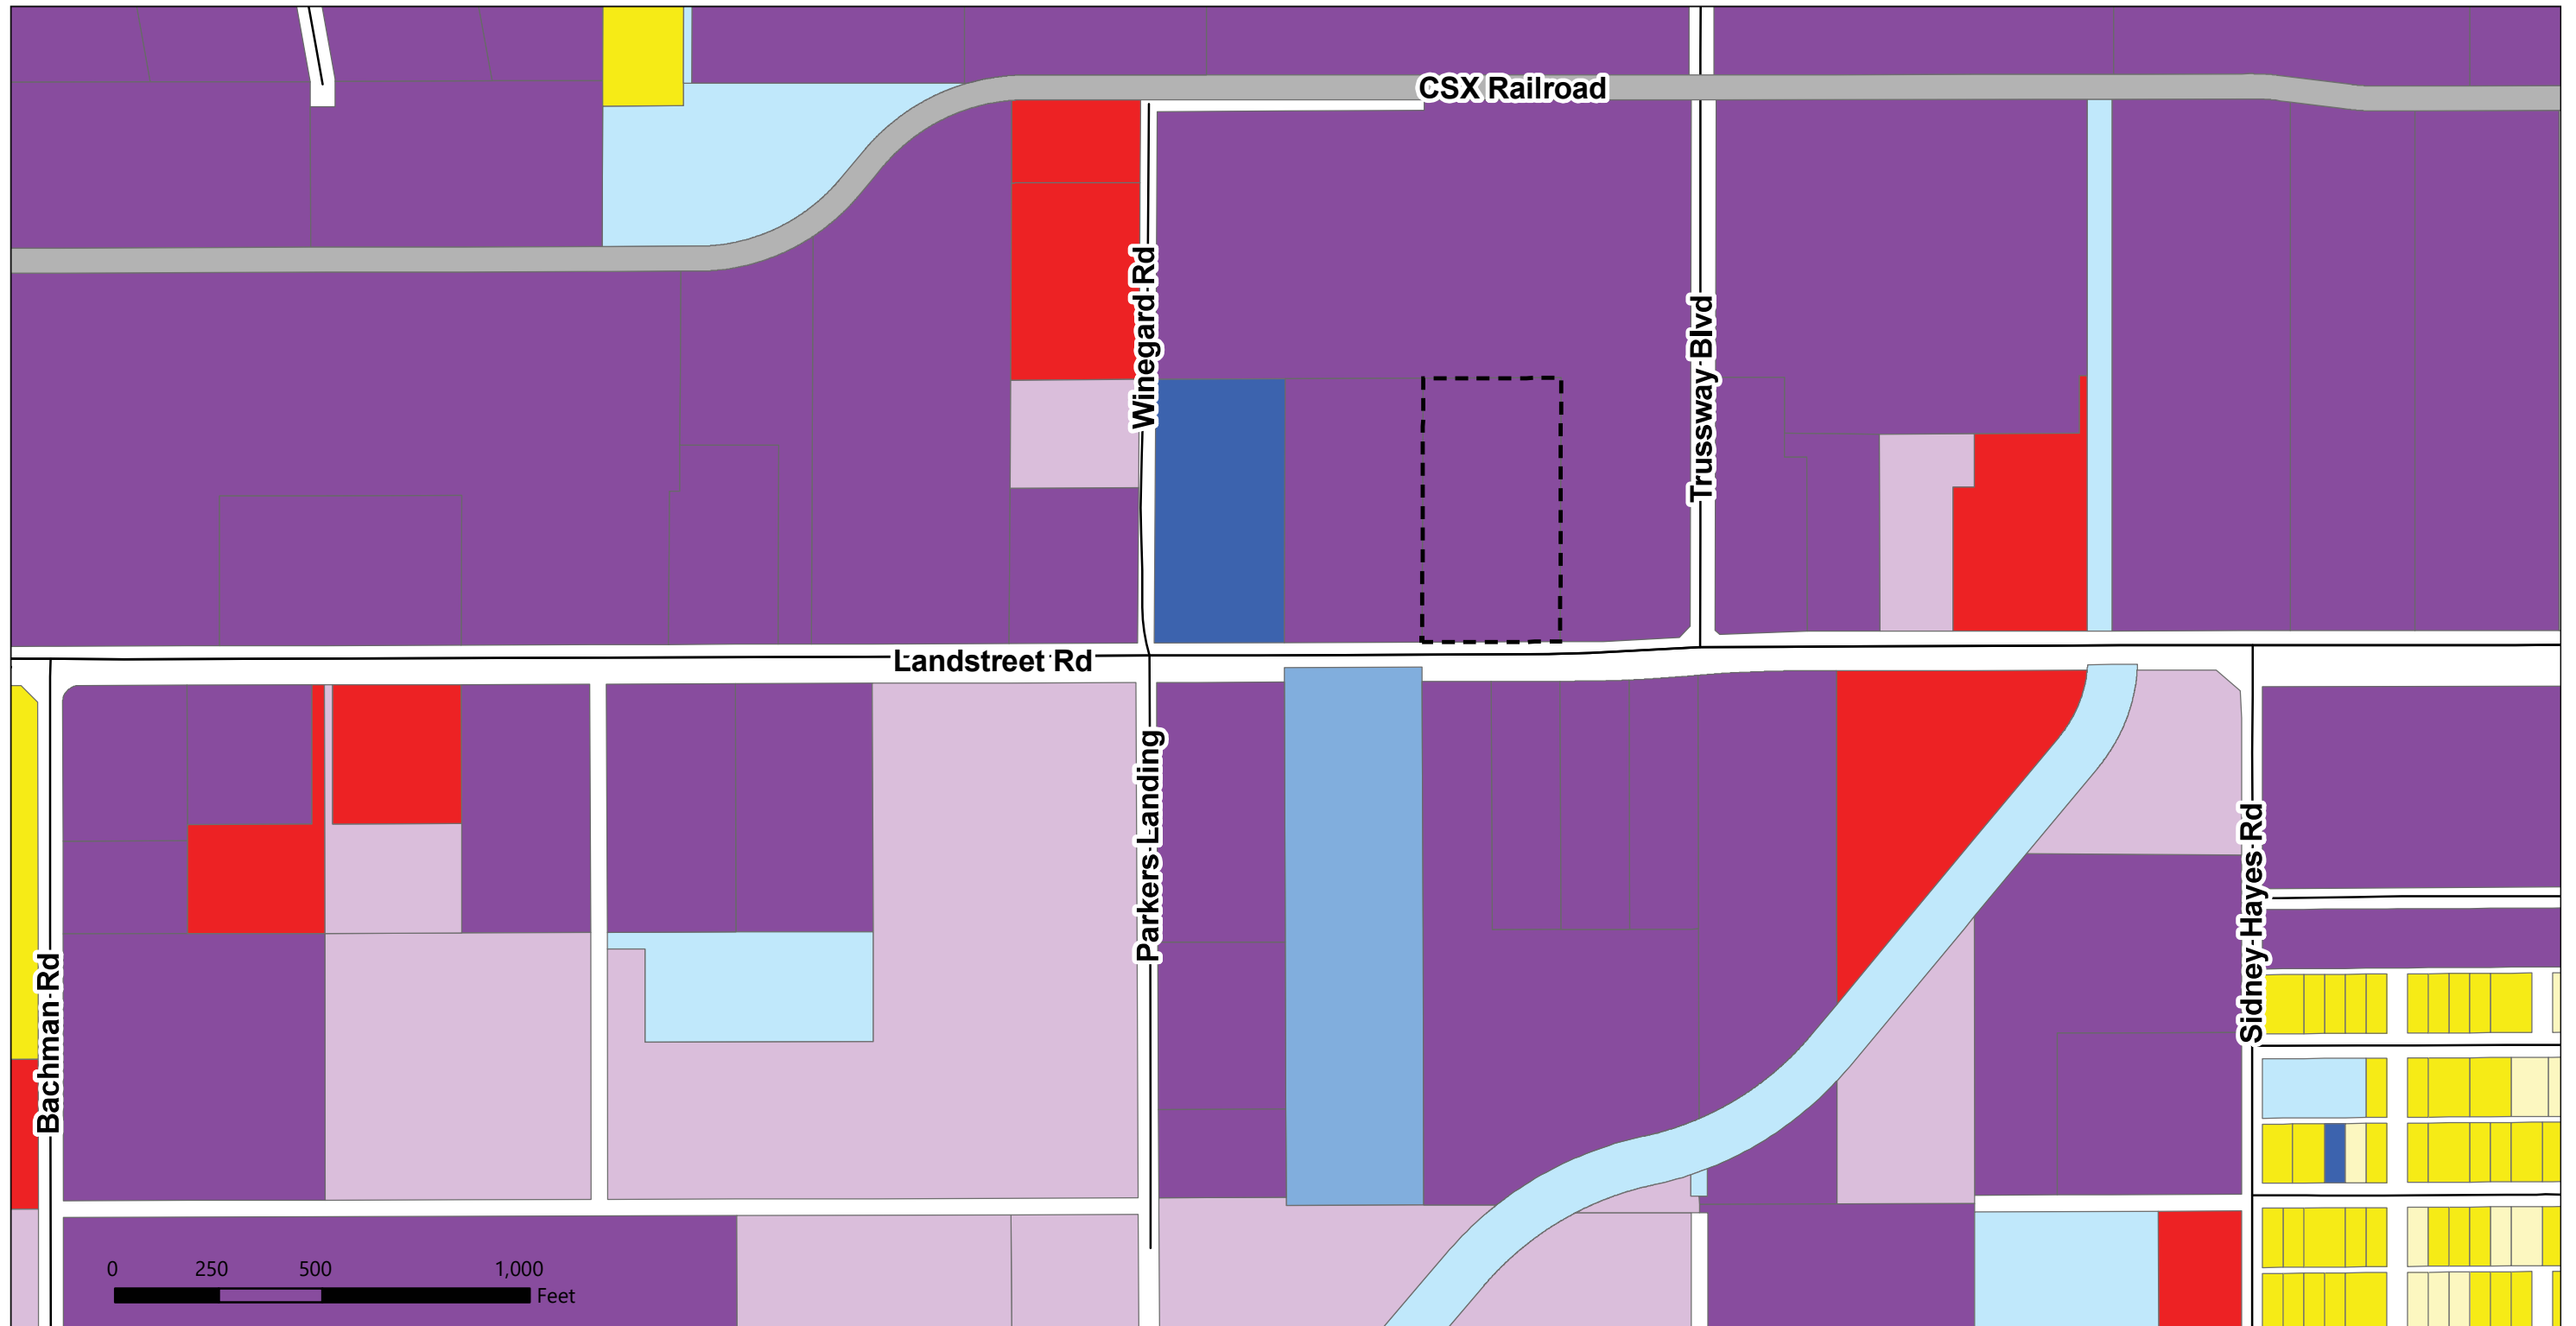 CSX Railroad
Winegard Rd
Trussway Blvd
Landstreet Rd
Parkers Landing
Sidney Hayes Rd
Bachman Rd
0 250 500 1,000
Feet